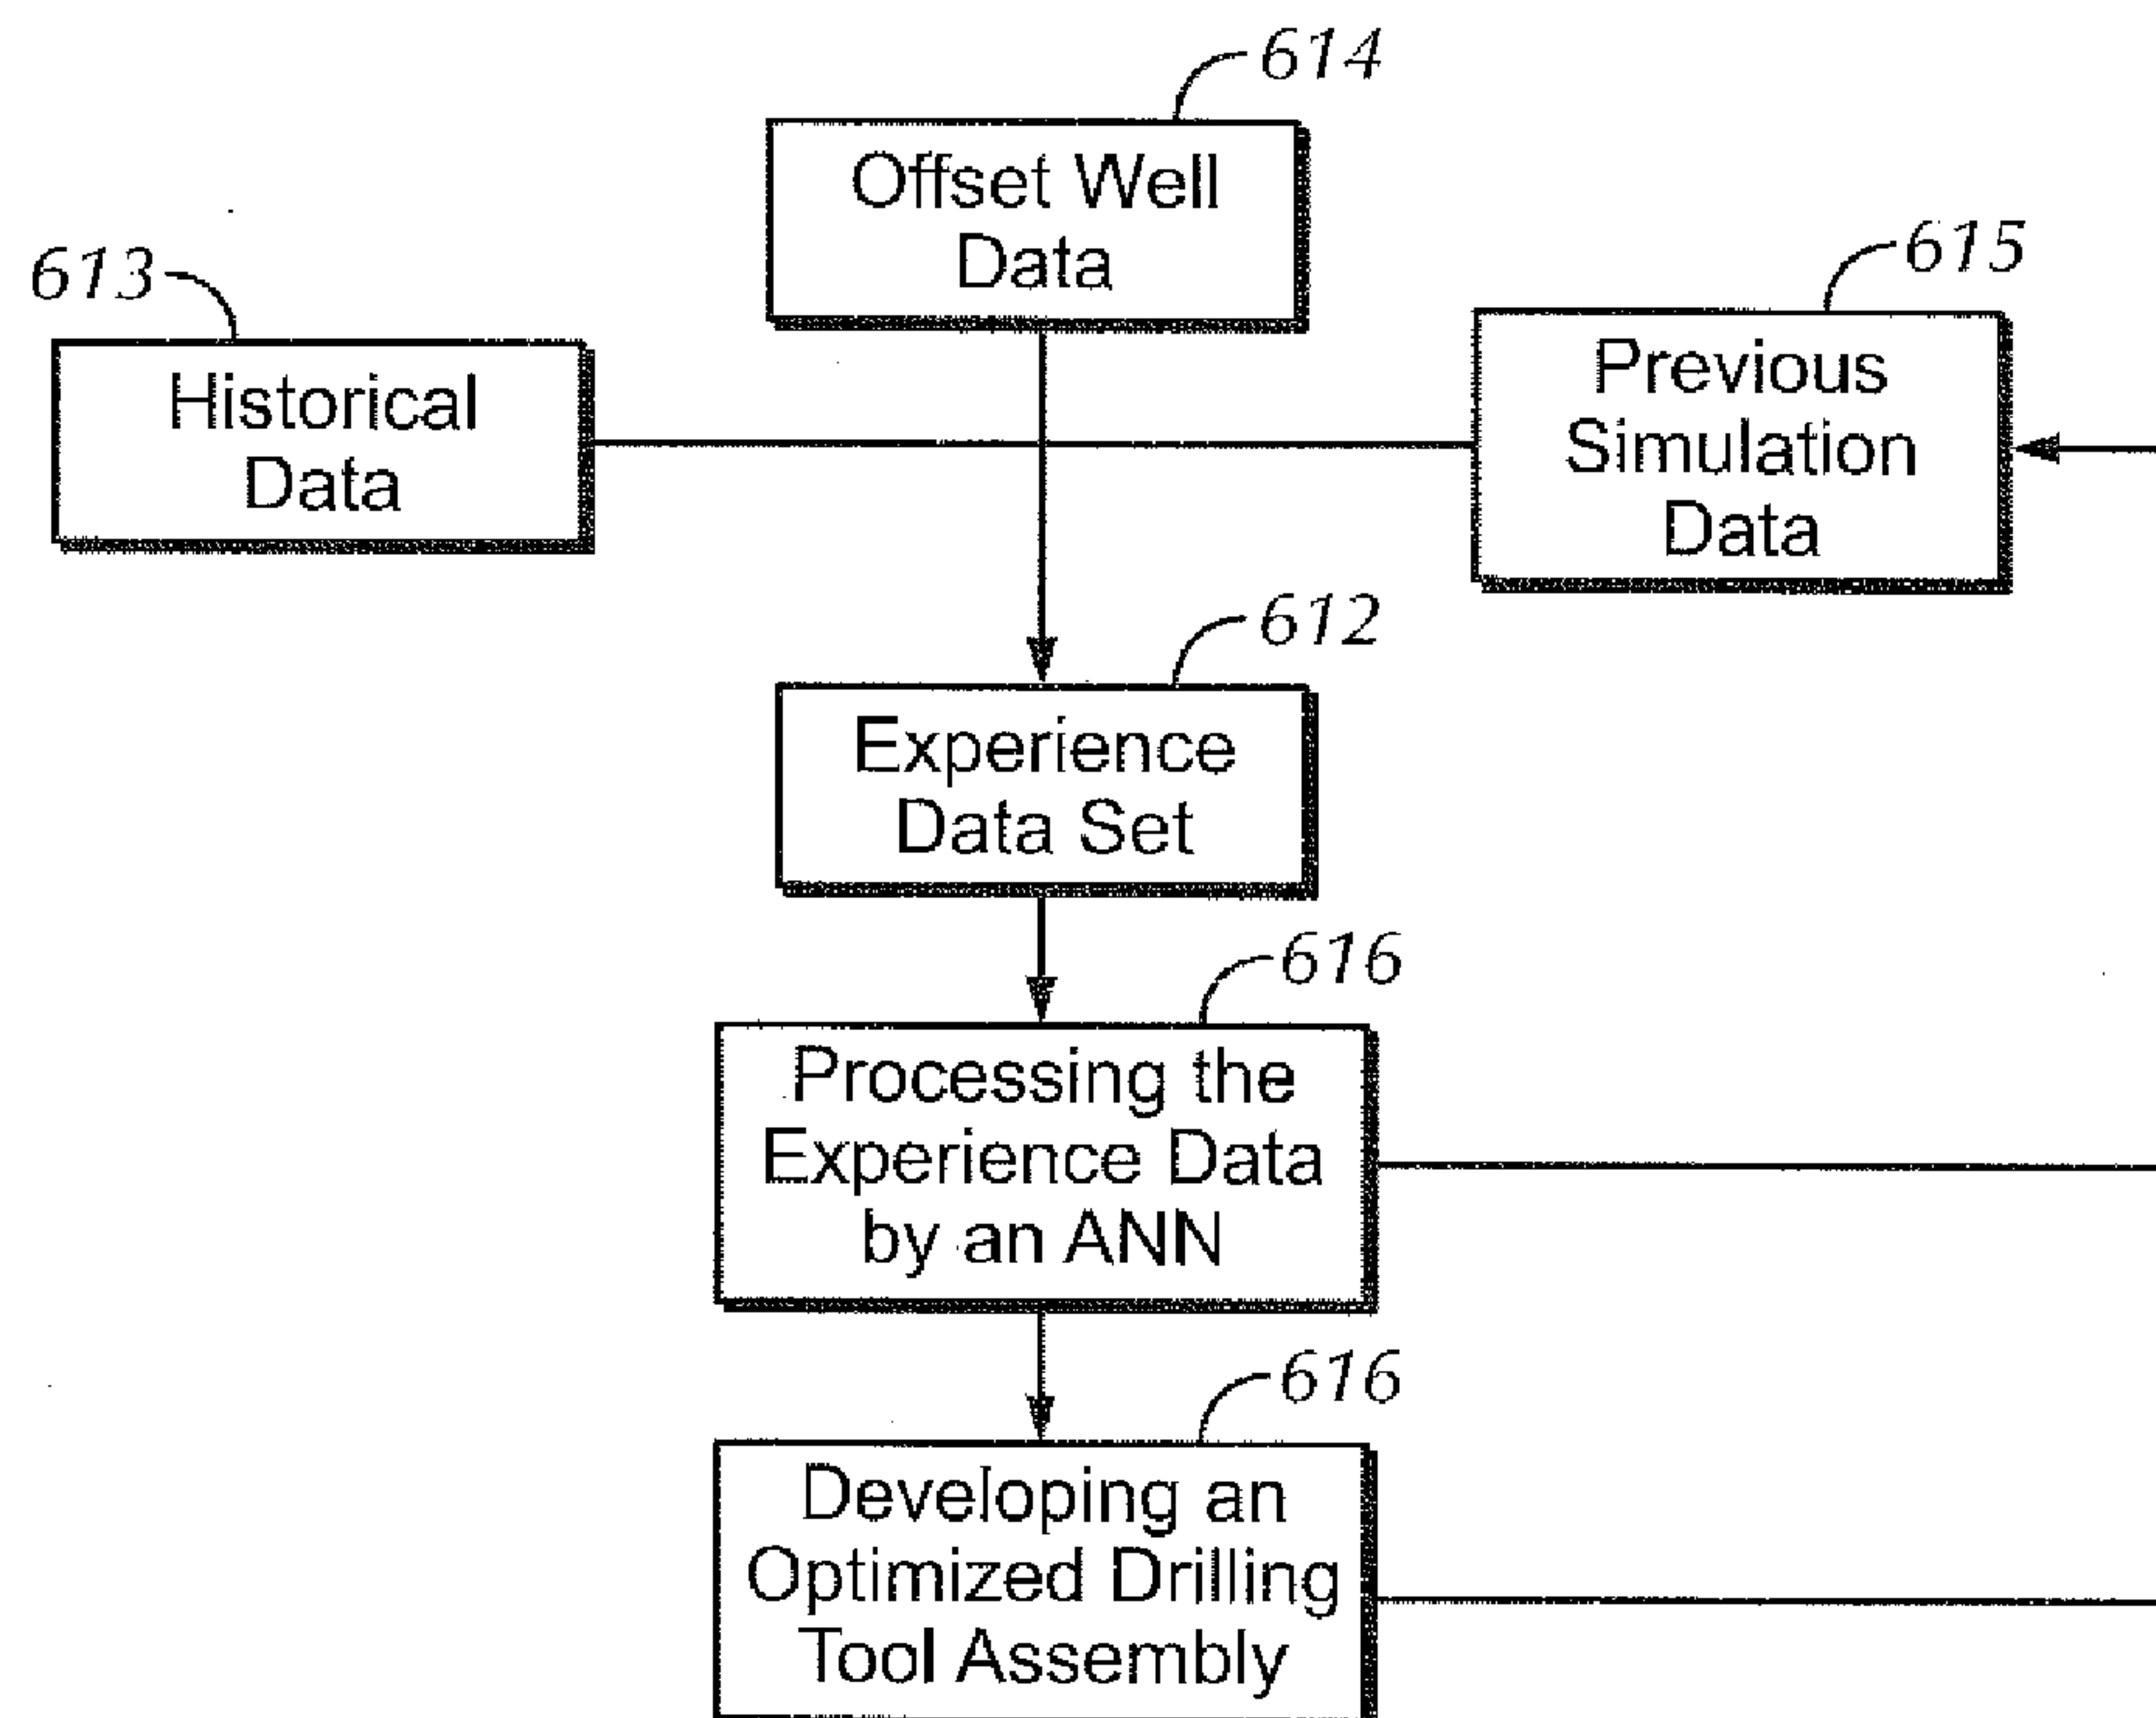 614
Offset Well
Data
613
Historical
Data
615
Previous
Simulation
Data
612
Experience
Data Set
616
Processing the
Experience Data
by an ANN
616
Developing an
Optimized Drilling
Tool Assembly